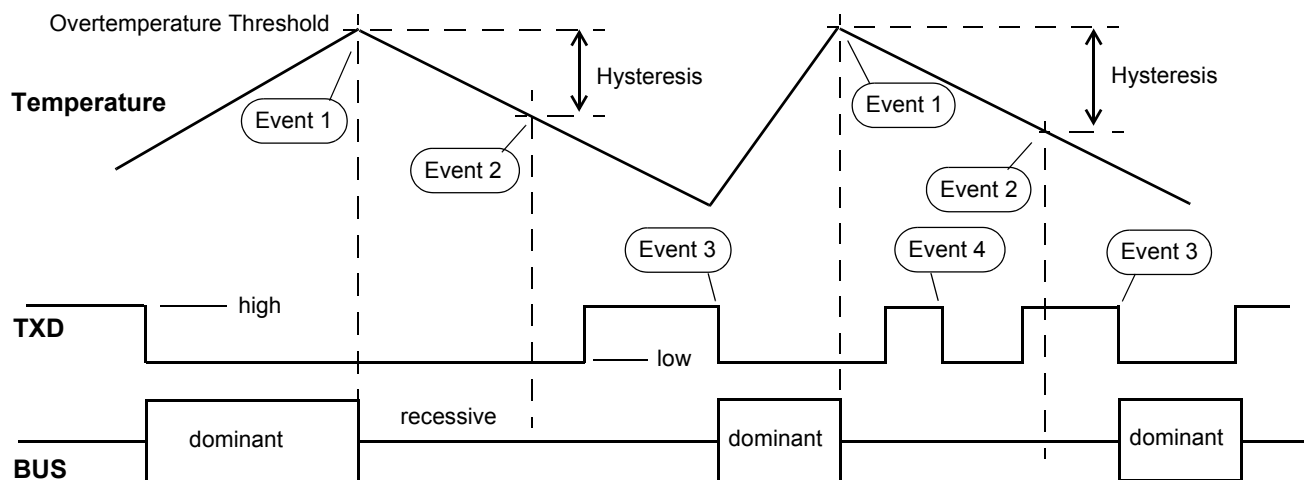 Overtemperature Threshold
Hysteresis
Hysteresis
Temperature
Event 1
Event 1
Event 2
Event 2
Event 3
Event 4
Event 3
high
TXD
low
recessive
dominant
dominant
dominant
BUS